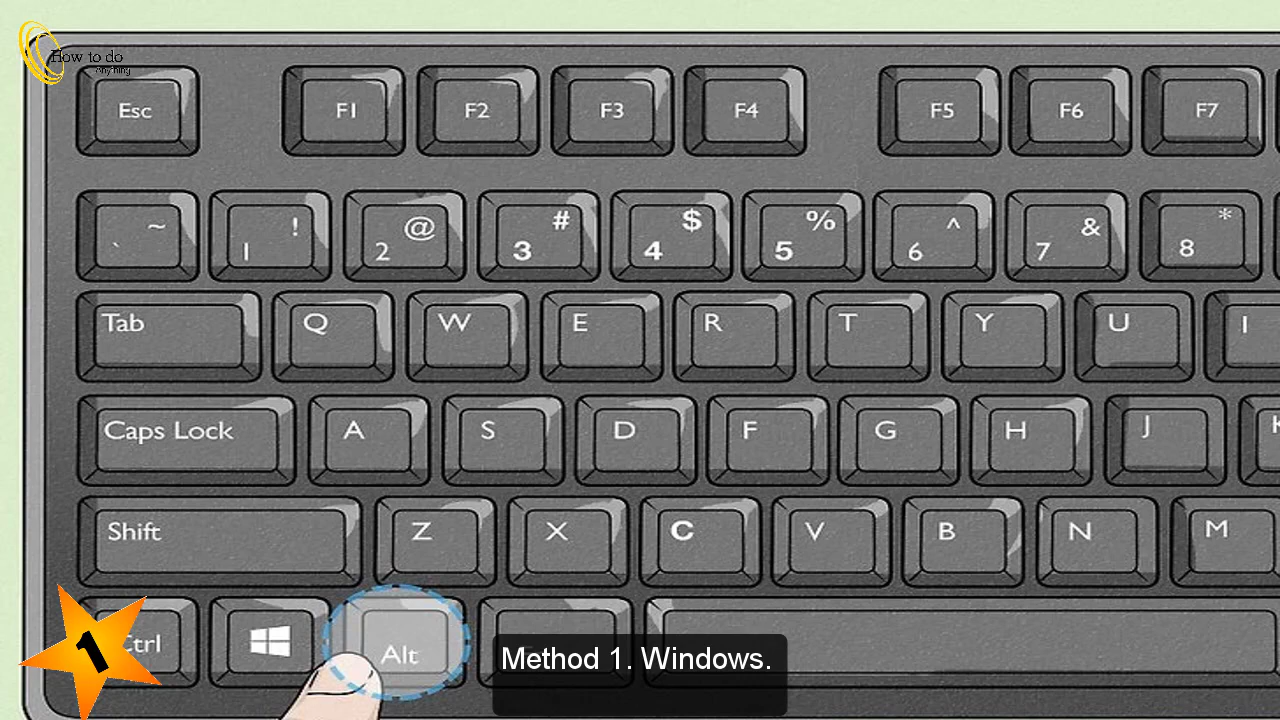 How to do
anything
Esc F1 F2 F3 F4 F5 F6 F7
~ ! @ # $ % ^ & *
` 1 2 3 4 5 6 7 8
Tab Q W E R T Y U I
Caps Lock A S D F G H J K
Shift Z X C V B N M
Ctrl Alt
1
Method 1. Windows.